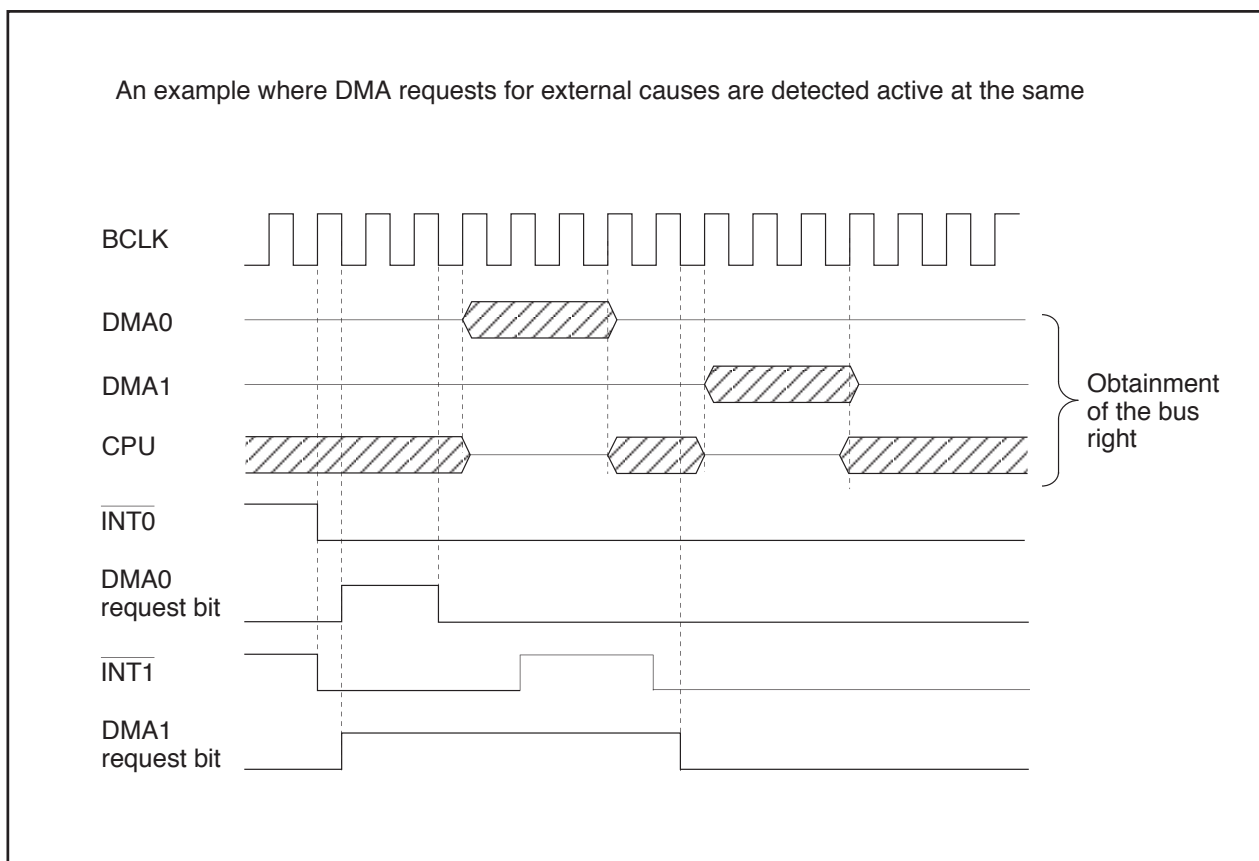 An example where DMA requests for external causes are detected active at the same
BCLK
DMA0
DMA1
CPU
Obtainment
of the bus
right
INT0
DMA0
request bit
INT1
DMA1
request bit